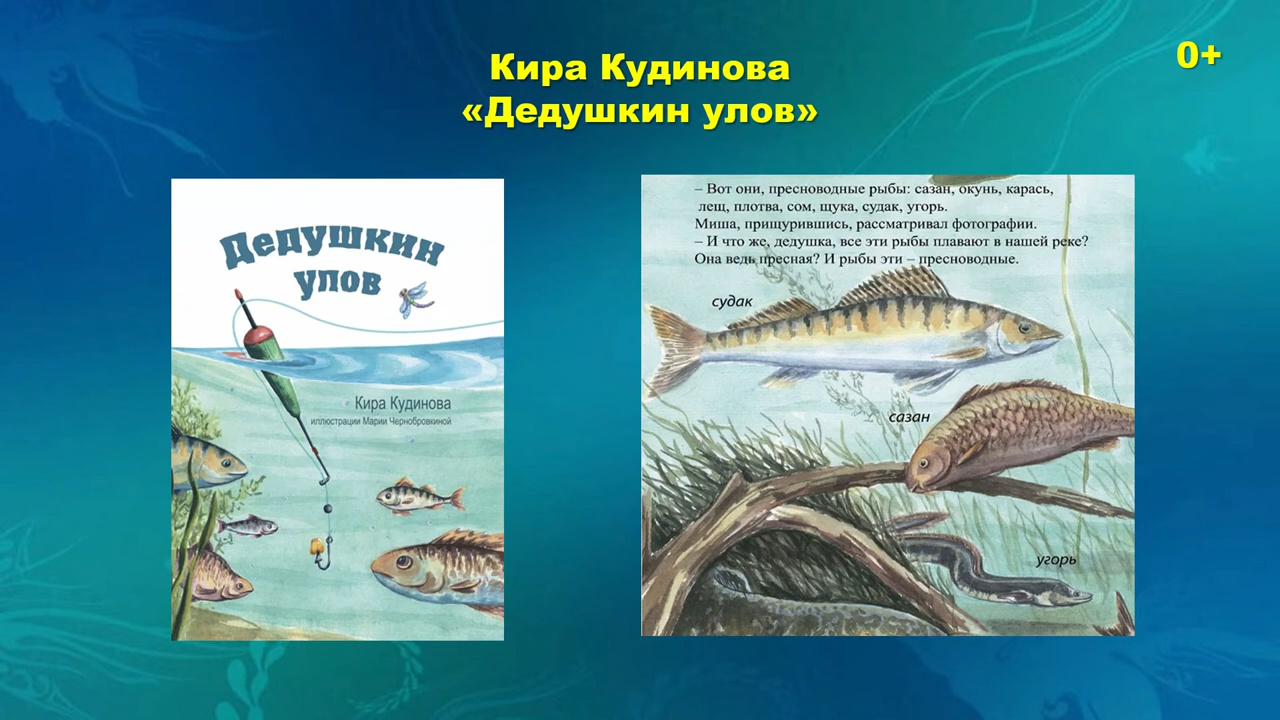 Кира Кудинова
«Дедушкин улов»
0+
Дедушкин
улов
Кира Кудинова
иллюстрации Марии Чернобровкиной
– Вот они, пресноводные рыбы: сазан, окунь, карась,
лещ, плотва, сом, щука, судак, угорь.
Миша, прищурившись, рассматривал фотографии.
– И что же, дедушка, все эти рыбы плавают в нашей реке?
Она ведь пресная? И рыбы эти – пресноводные.
судак
сазан
угорь